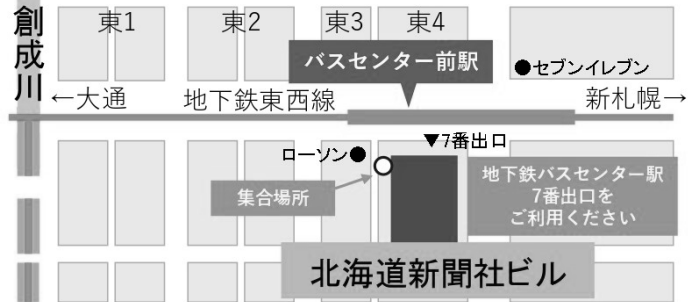 創成川
東1
東2
東3
東4
バスセンター前駅
●セブンイレブン
←大通
地下鉄東西線
新札幌→
▼7番出口
ローソン●
集合場所
地下鉄バスセンター駅
7番出口を
ご利用ください
北海道新聞社ビル